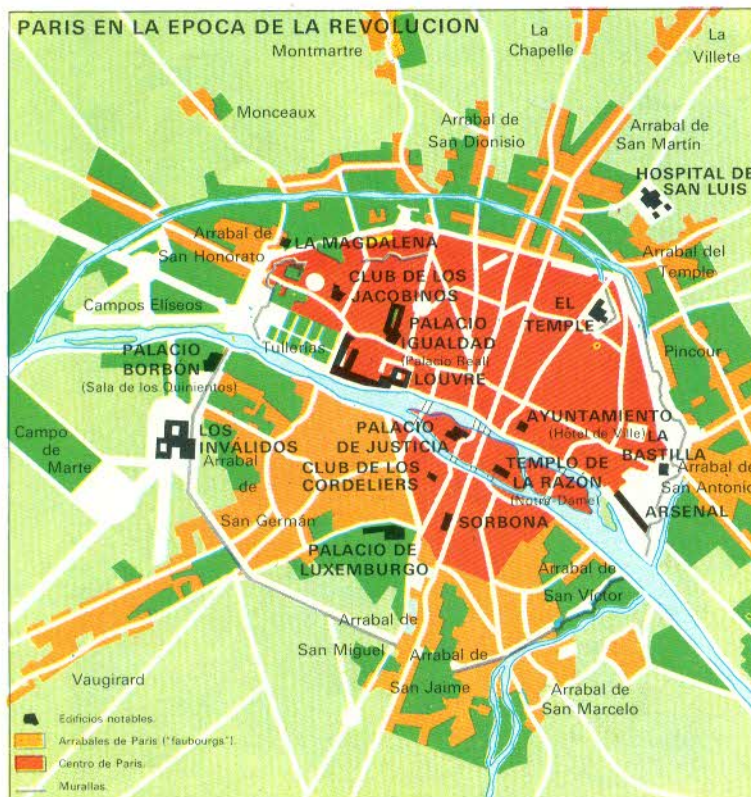 PARIS EN LA EPOCA DE LA REVOLUCION
Montmartre
La
Chapelle
La
Villete
Monceaux
Arrabal de
San Dionisio
Arrabal de
San Martín
HOSPITAL DE
SAN LUIS
Arrabal de
San Honorato
LA MAGDALENA
Arrabal del
Temple
CLUB DE LOS
JACOBINOS
Campos Elíseos
EL
TEMPLE
PALACIO
IGUALDAD
(Palacio Real)
Tullerías
LOUVRE
Pincour
PALACIO
BORBON
(Sala de los Quinientos)
Campo
de
Marte
LOS
INVALIDOS
PALACIO
DE JUSTICIA
AYUNTAMIENTO
(Hôtel de Ville)
LA
BASTILLA
Arrabal
de
San Germán
CLUB DE LOS
CORDELIERS
TEMPLO DE
LA RAZÓN
(Notre-Dame)
Arrabal de
San Antonio
ARSENAL
SORBONA
PALACIO DE
LUXEMBURGO
Arrabal de
San Víctor
Arrabal de
San Miguel
Arrabal de
San Jaime
Vaugirard
Arrabal de
San Marcelo
Edificios notables.
Arrabales de Paris ("faubourgs").
Centro de Paris.
Murallas.